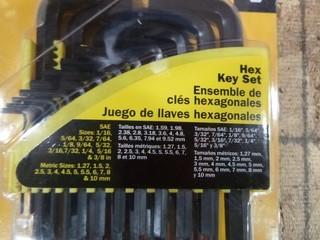 Hex
Key Set
Ensemble de
clés hexagonales
Juego de llaves hexagonales
SAE
Sizes: 1/16,
5/64, 3/32, 7/64,
1/8, 9/64, 5/32,
3/16, 7/32, 1/4, 5/16
& 3/8 in
Metric Sizes: 1.27, 1.5, 2,
2.5, 3, 4, 4.5, 5, 5.5, 6, 7, 8
& 10 mm
Tailles en SAE: 1.59, 1.98,
2.38, 2.8, 3.18, 3.6, 4, 4.8,
5.6, 6.35, 7.94 et 9.52 mm
Tailles métriques: 1.27, 1.5,
2, 2.5, 3, 4, 4.5, 5, 5.5, 6, 7,
8 et 10 mm
Tamaños SAE: 1/16", 5/64",
3/32", 7/64", 1/8", 9/64",
5/32", 3/16", 7/32", 1/4",
5/16" y 3/8"
Tamaños métricos: 1.27 mm,
1.5 mm, 2 mm, 2.5 mm,
3 mm, 4 mm, 4.5 mm, 5 mm,
5.5 mm, 6 mm, 7 mm, 8 mm
y 10 mm